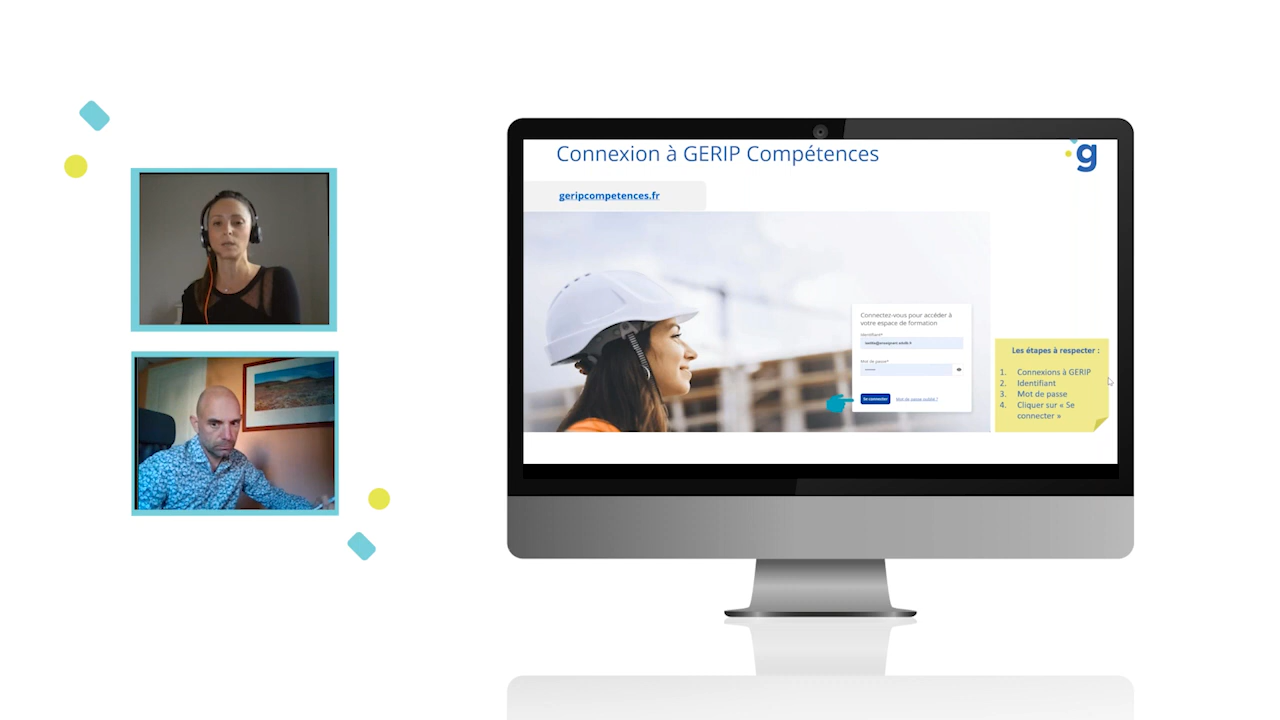 Connexion à GERIP Compétences
g
geripcompetences.fr
Connectez-vous pour accéder à
votre espace de formation
Identifiant*
Mot de passe*
Se connecter
Mot de passe oublié ?
Les étapes à respecter :
1. Connexions à GERIP
2. Identifiant
3. Mot de passe
4. Cliquer sur « Se
connecter »